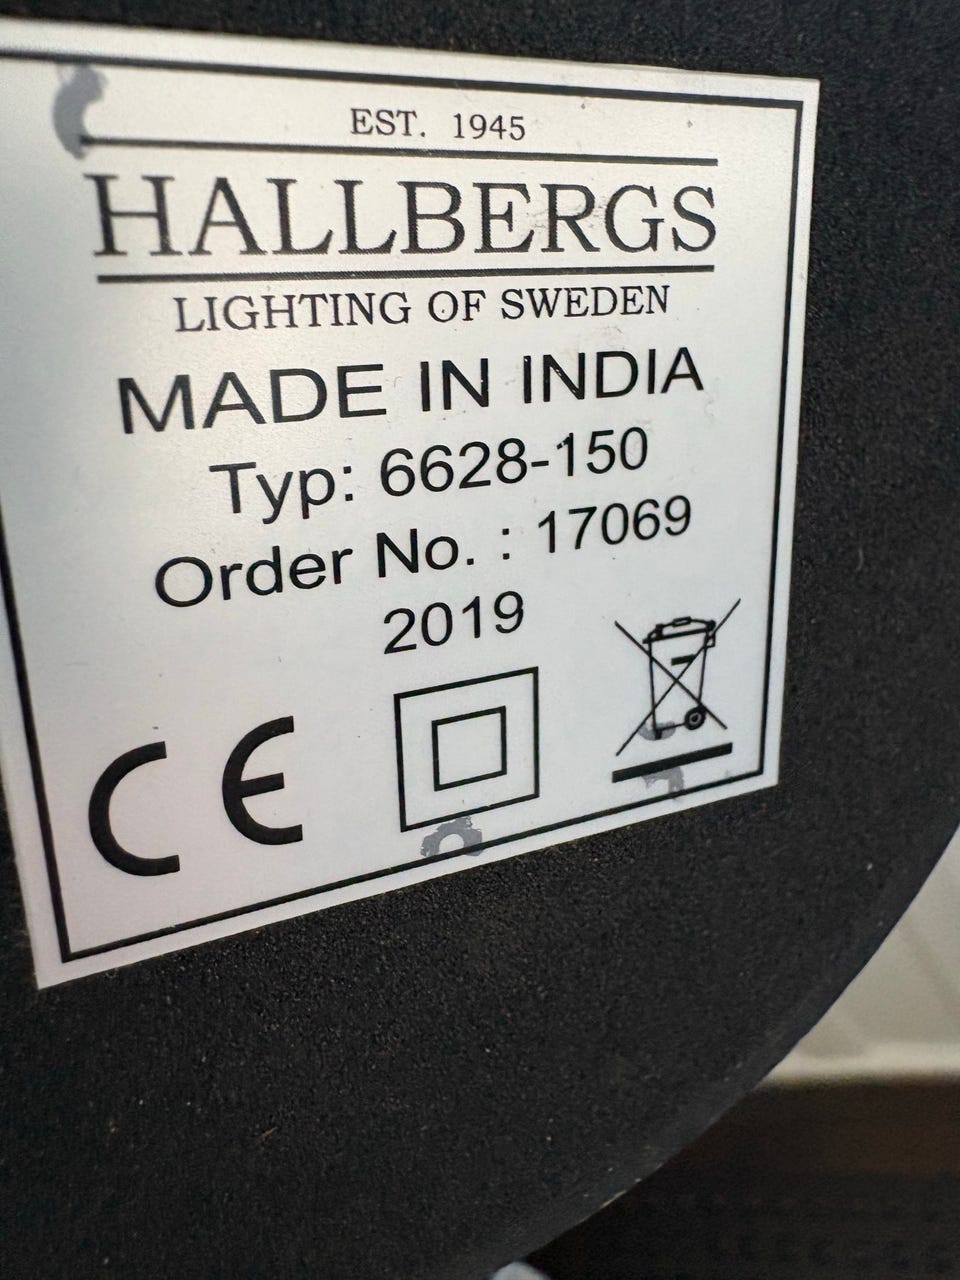 EST. 1945
HALLBERGS
LIGHTING OF SWEDEN
MADE IN INDIA
Typ: 6628-150
Order No. : 17069
2019
CE